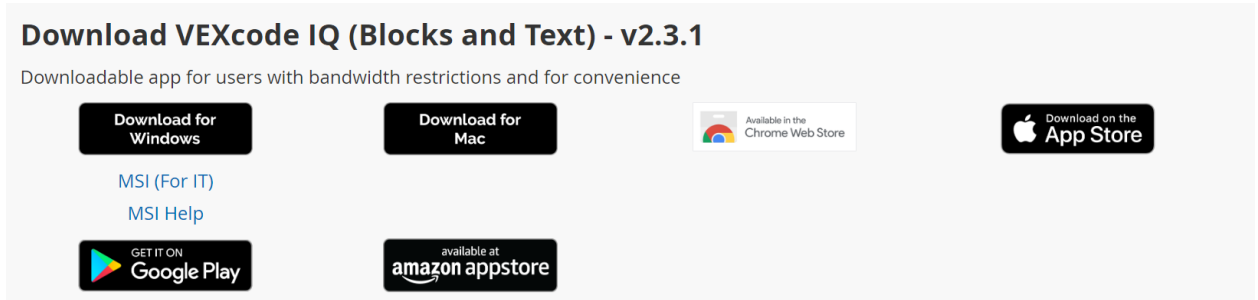 Download VEXcode IQ (Blocks and Text) - v2.3.1
Downloadable app for users with bandwidth restrictions and for convenience
Download for
Windows
Download for
Mac
Available in the
Chrome Web Store
Download on the
App Store
MSI (For IT)
MSI Help
GET IT ON
Google Play
available at
amazon appstore